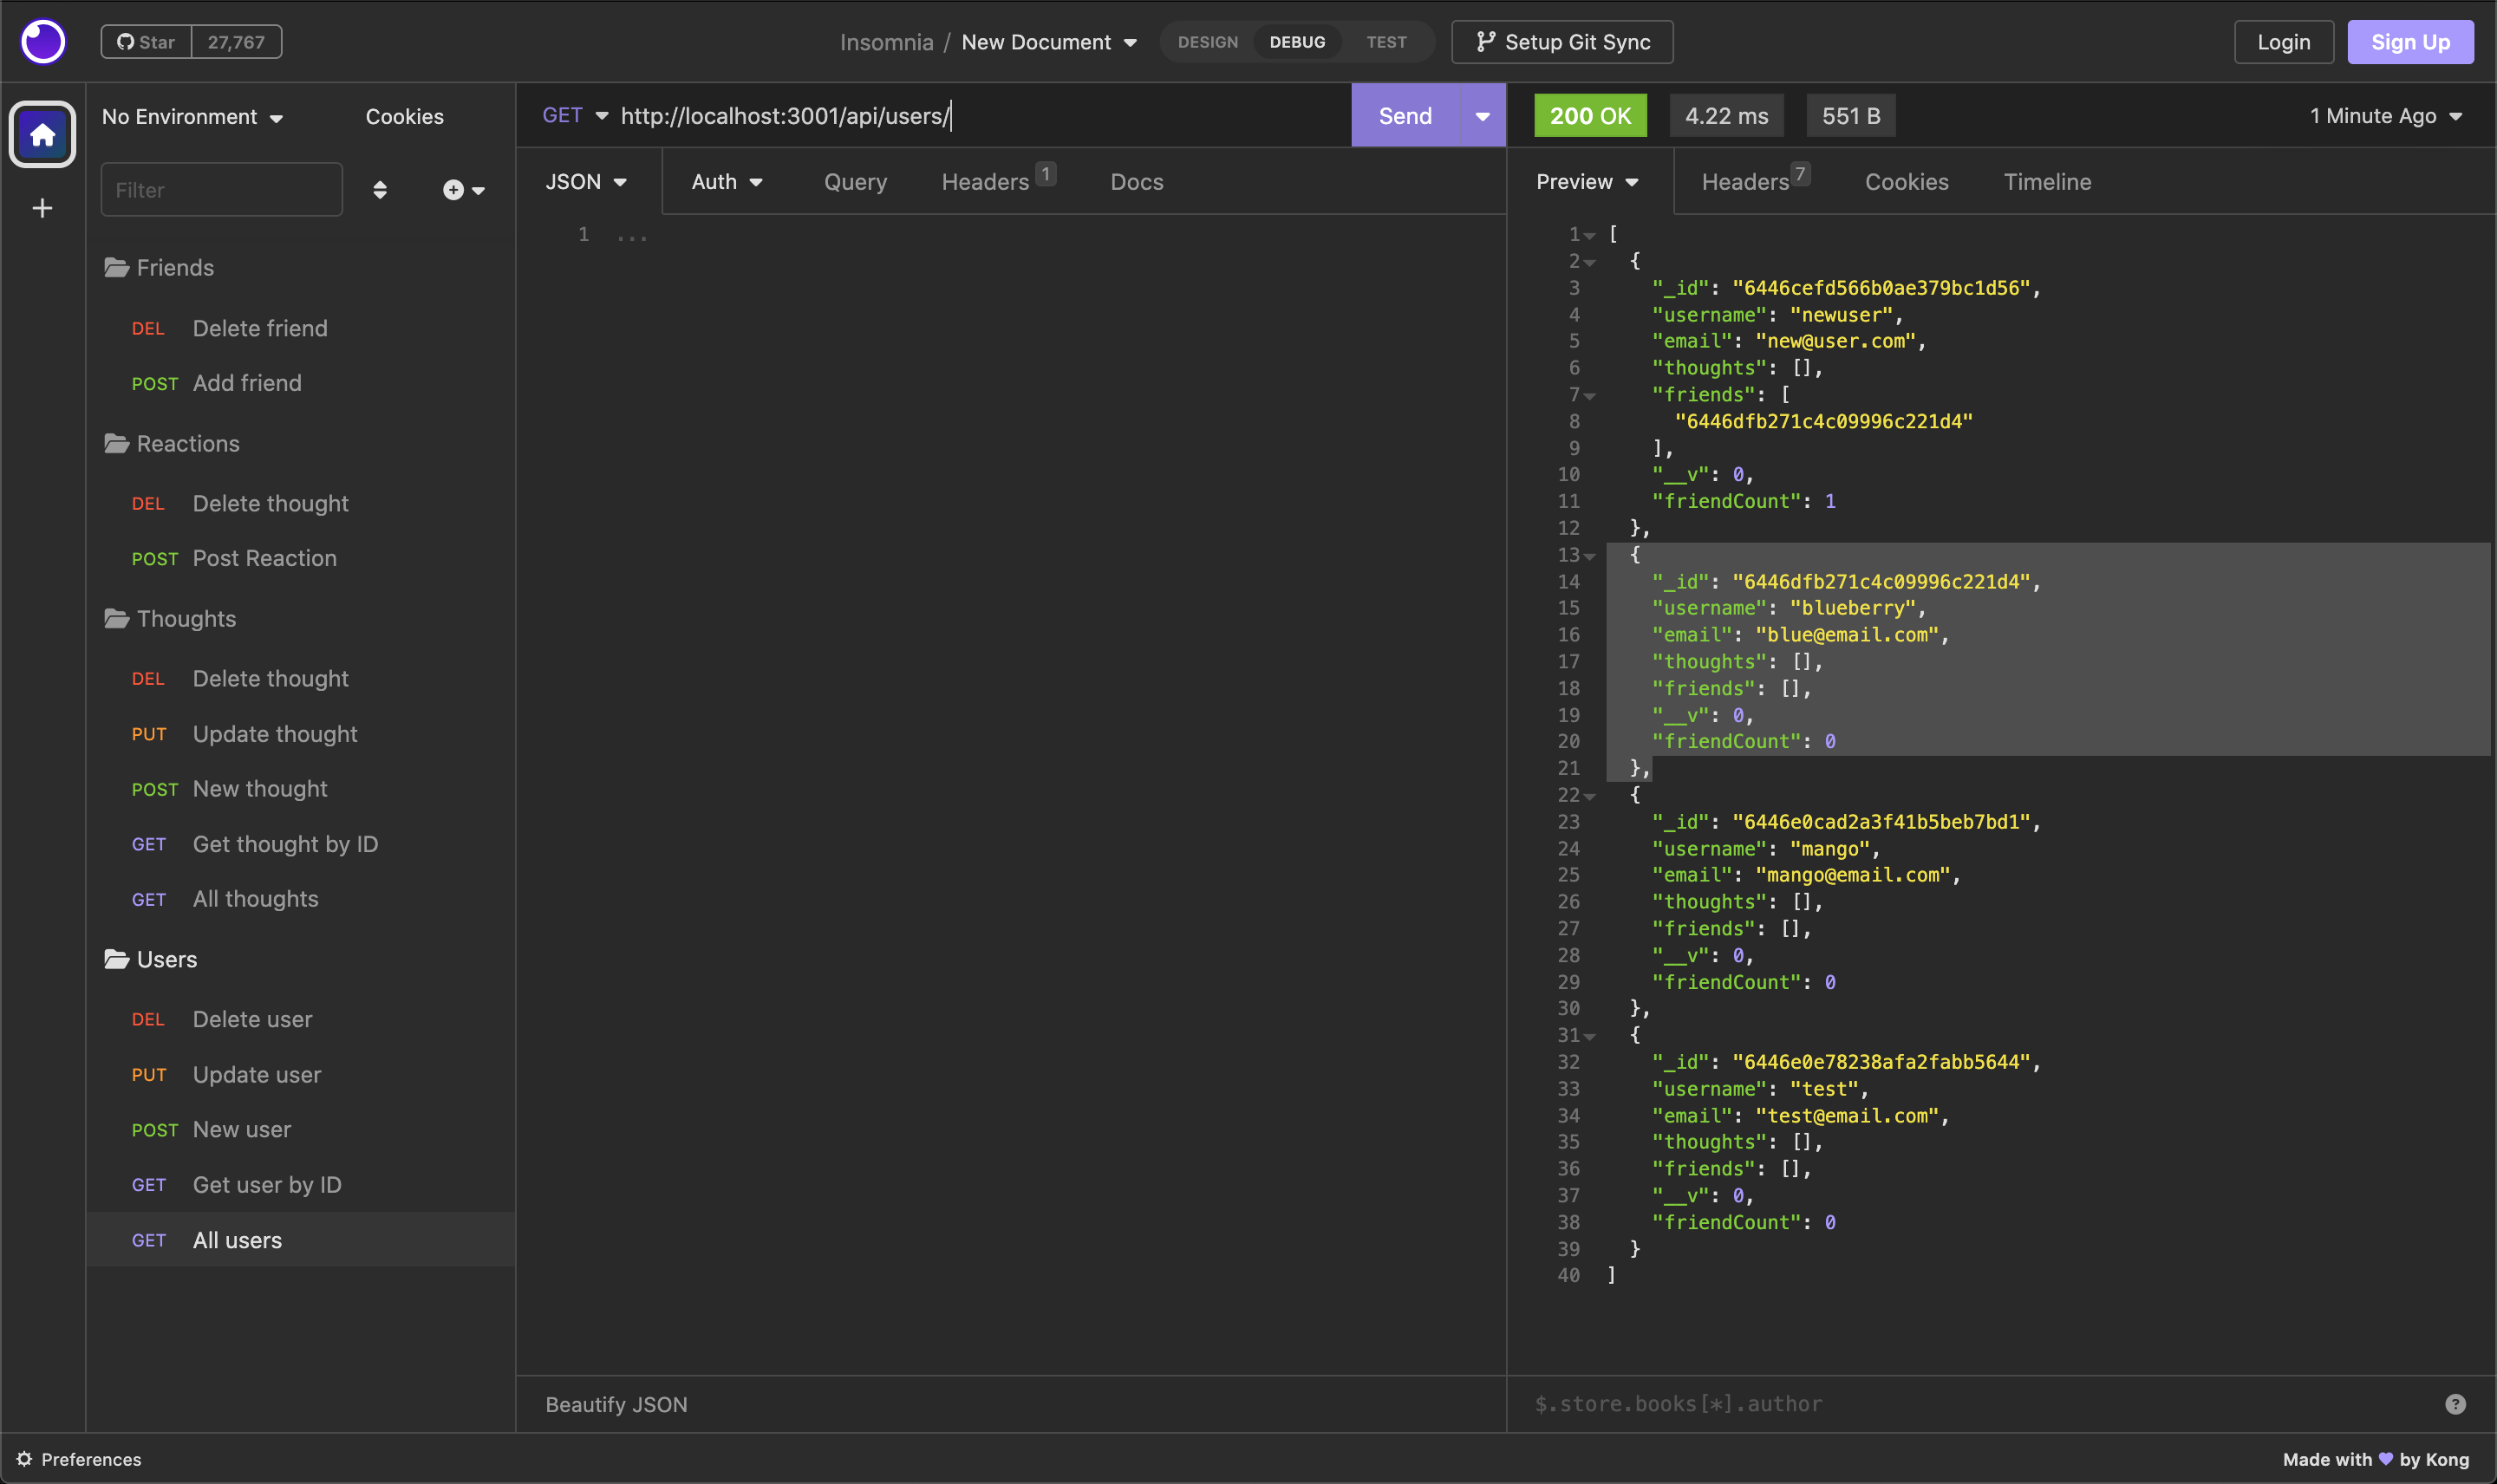 Star 27,767
Insomnia / New Document
DESIGN DEBUG TEST
Setup Git Sync
Login
Sign Up
No Environment
Cookies
Filter
Friends
DEL Delete friend
POST Add friend
Reactions
DEL Delete thought
POST Post Reaction
Thoughts
DEL Delete thought
PUT Update thought
POST New thought
GET Get thought by ID
GET All thoughts
Users
DEL Delete user
PUT Update user
POST New user
GET Get user by ID
GET All users
GET http://localhost:3001/api/users/
Send
JSON Auth Query Headers 1 Docs
1 ...
Beautify JSON
200 OK 4.22 ms 551 B 1 Minute Ago
Preview Headers 7 Cookies Timeline
1 [
2 {
3 "_id": "6446cefd566b0ae379bc1d56",
4 "username": "newuser",
5 "email": "new@user.com",
6 "thoughts": [],
7 "friends": [
8 "6446dfb271c4c09996c221d4"
9 ],
10 "__v": 0,
11 "friendCount": 1
12 },
13 {
14 "_id": "6446dfb271c4c09996c221d4",
15 "username": "blueberry",
16 "email": "blue@email.com",
17 "thoughts": [],
18 "friends": [],
19 "__v": 0,
20 "friendCount": 0
21 },
22 {
23 "_id": "6446e0cad2a3f41b5beb7bd1",
24 "username": "mango",
25 "email": "mango@email.com",
26 "thoughts": [],
27 "friends": [],
28 "__v": 0,
29 "friendCount": 0
30 },
31 {
32 "_id": "6446e0e78238afa2fabb5644",
33 "username": "test",
34 "email": "test@email.com",
35 "thoughts": [],
36 "friends": [],
37 "__v": 0,
38 "friendCount": 0
39 }
40 ]
$.store.books[*].author
Preferences
Made with 💜 by Kong